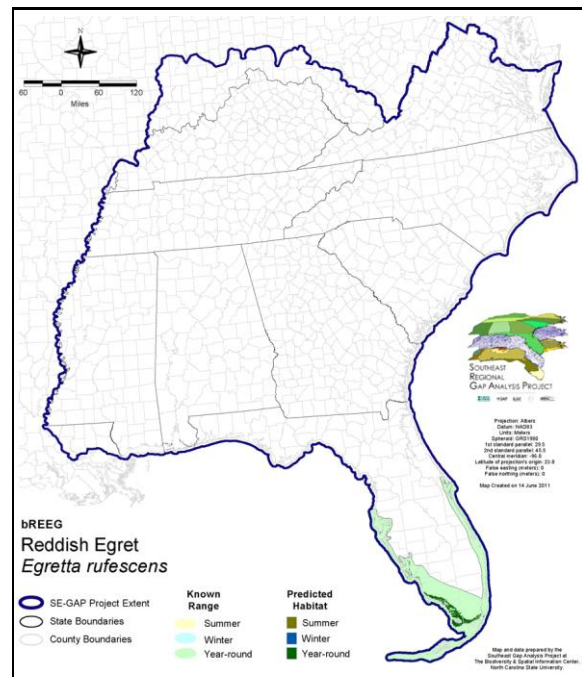 N
60 0 60 120
Miles
SOUTHEAST
REGIONAL
GAP ANALYSIS PROJECT
Projection: Albers
Datum: NAD83
Units: Meters
Spheroid: GRS1980
1st standard parallel: 29.5
2nd standard parallel: 45.5
Central meridian: -96.0
Latitude of projection's origin: 23.0
False easting (meters): 0
False northing (meters): 0
Map Created on 14 June 2011
bREEG
Reddish Egret
Egretta rufescens
SE-GAP Project Extent
State Boundaries
County Boundaries
Known
Range
Summer
Winter
Year-round
Predicted
Habitat
Summer
Winter
Year-round
Map and data prepared by the
Southeast Gap Analysis Project at
The Biodiversity & Spatial Information Center,
North Carolina State University.